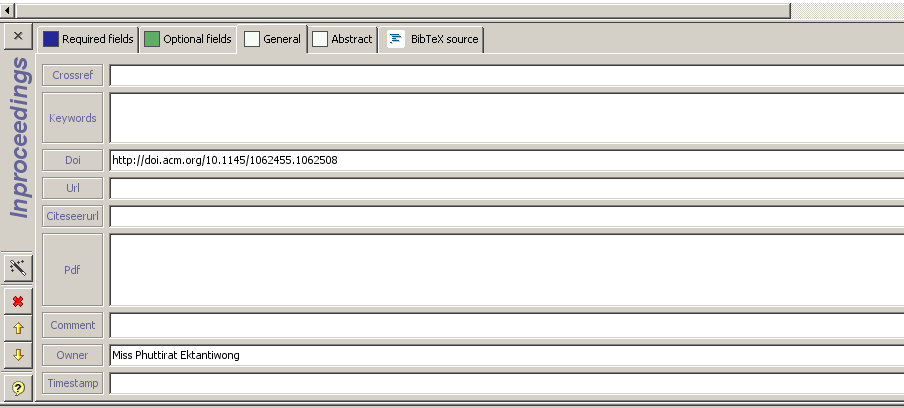 Required fields Optional fields General Abstract BibTeX source
Inproceedings
Crossref
Keywords
Doi http://doi.acm.org/10.1145/1062455.1062508
Url
Citeseerurl
Pdf
Comment
Owner Miss Phuttirat Ektantiwong
Timestamp